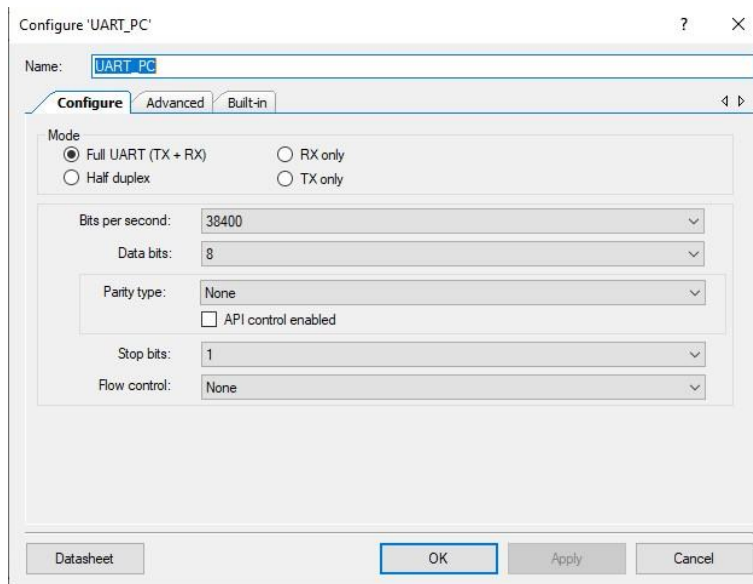 Configure 'UART_PC'
? X
Name: UART_PC
Configure Advanced Built-in
Mode
Full UART (TX + RX) RX only
Half duplex TX only
Bits per second: 38400
Data bits: 8
Parity type: None
API control enabled
Stop bits: 1
Flow control: None
Datasheet OK Apply Cancel